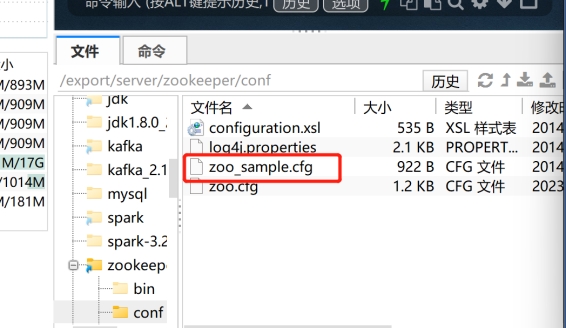 命令输入 (按ALT键提示历史,1
历史
选项
文件
命令
小
M/893M
M/909M
M/909M
M/909M
M/17G
/1014M
M/181M
/export/server/zookeeper/conf
历史
jdk
jdk1.8.0_
kafka
kafka_2.1
mysql
spark
spark-3.2
zookeeper
bin
conf
文件名
大小
类型
修改时
configuration.xsl
535 B
XSL 样式表
2014
log4j.properties
2.1 KB
PROPERT...
2014
zoo_sample.cfg
922 B
CFG 文件
2014
zoo.cfg
1.2 KB
CFG 文件
2023